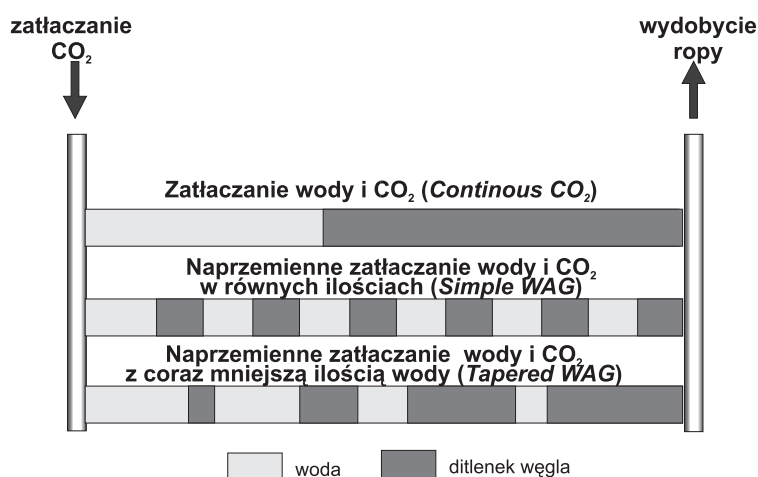 zatłaczanie
CO₂
wydobycie
ropy
Zatłaczanie wody i CO₂ (Continous CO₂)
Naprzemienne zatłaczanie wody i CO₂
w równych ilościach (Simple WAG)
Naprzemienne zatłaczanie wody i CO₂
z coraz mniejszą ilością wody (Tapered WAG)
woda
ditlenek węgla